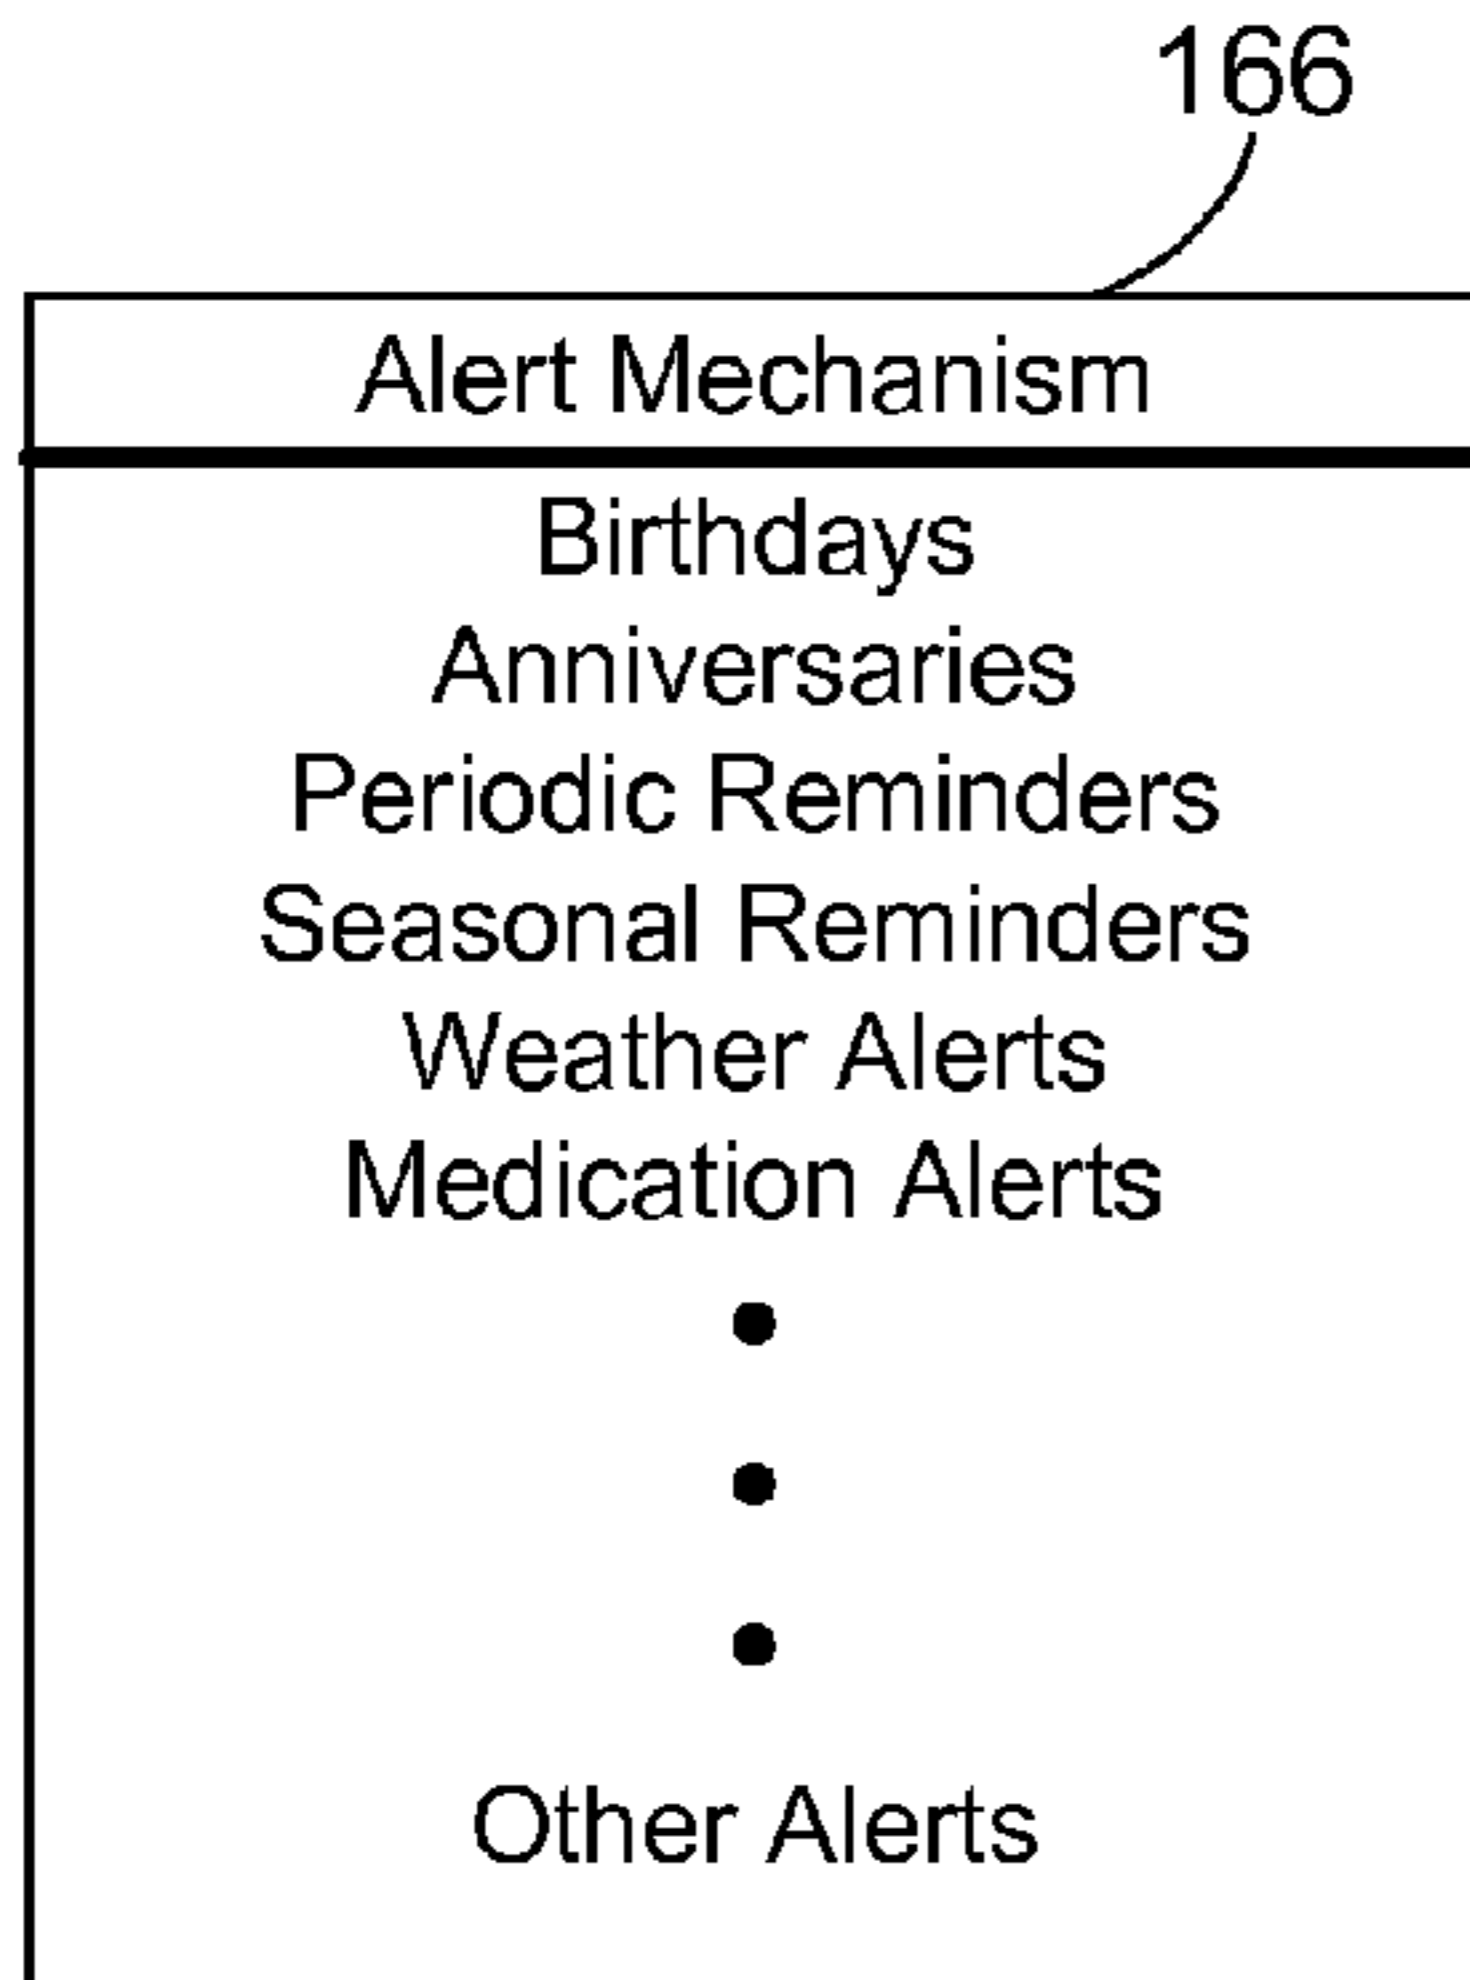 166
Alert Mechanism
Birthdays
Anniversaries
Periodic Reminders
Seasonal Reminders
Weather Alerts
Medication Alerts
Other Alerts